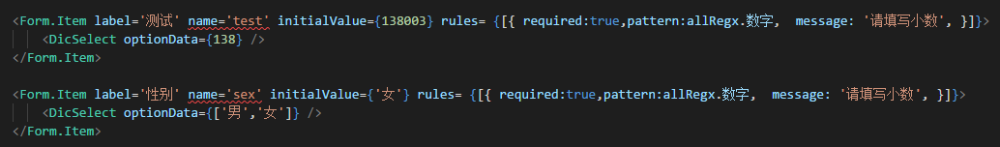 <Form.Item label='测试' name='test' initialValue={138003} rules= {[{ required:true,pattern:allRegx.数字,  message: '请填写小数', }]}>
    <DicSelect optionData={138} />
</Form.Item>

<Form.Item label='性别' name='sex' initialValue={'女'} rules= {[{ required:true,pattern:allRegx.数字,  message: '请填写小数', }]}>
    <DicSelect optionData={['男','女']} />
</Form.Item>